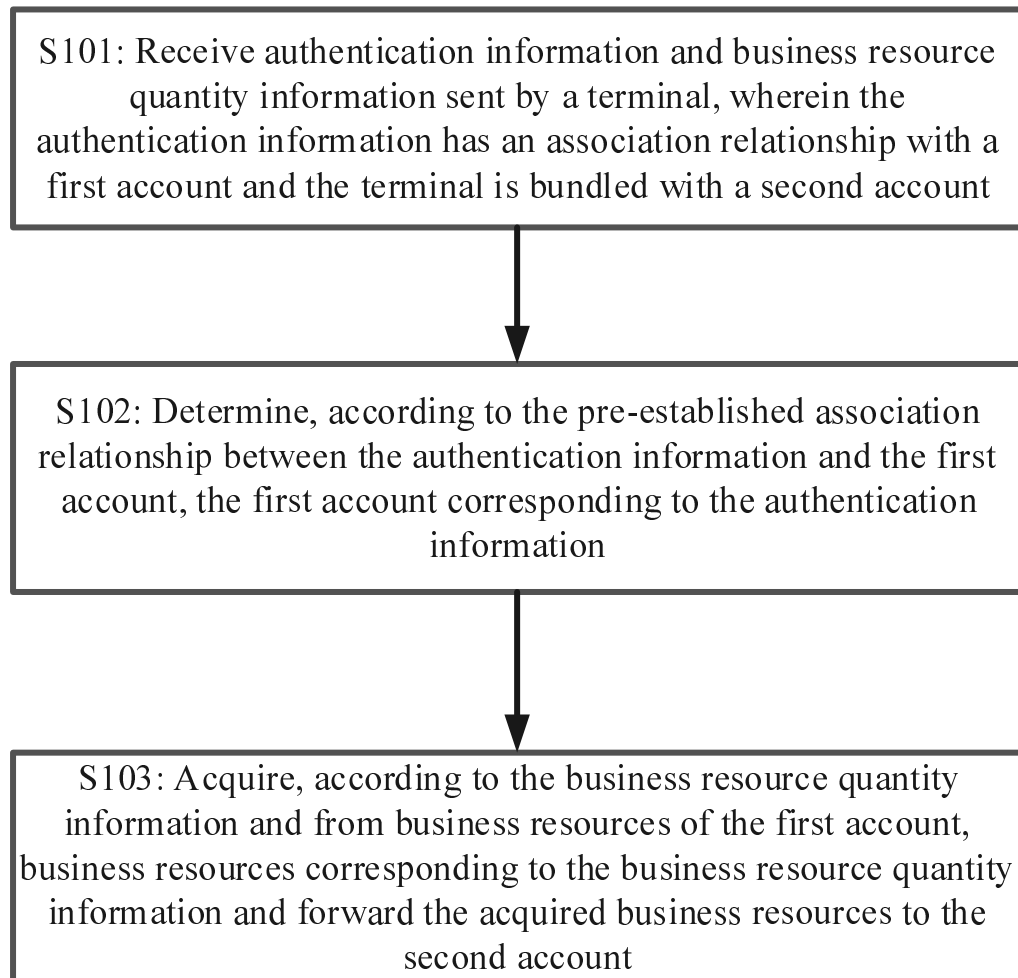 S101: Receive authentication information and business resource
quantity information sent by a terminal, wherein the
authentication information has an association relationship with a
first account and the terminal is bundled with a second account
S102: Determine, according to the pre-established association
relationship between the authentication information and the first
account, the first account corresponding to the authentication
information
S103: Acquire, according to the business resource quantity
information and from business resources of the first account,
business resources corresponding to the business resource quantity
information and forward the acquired business resources to the
second account